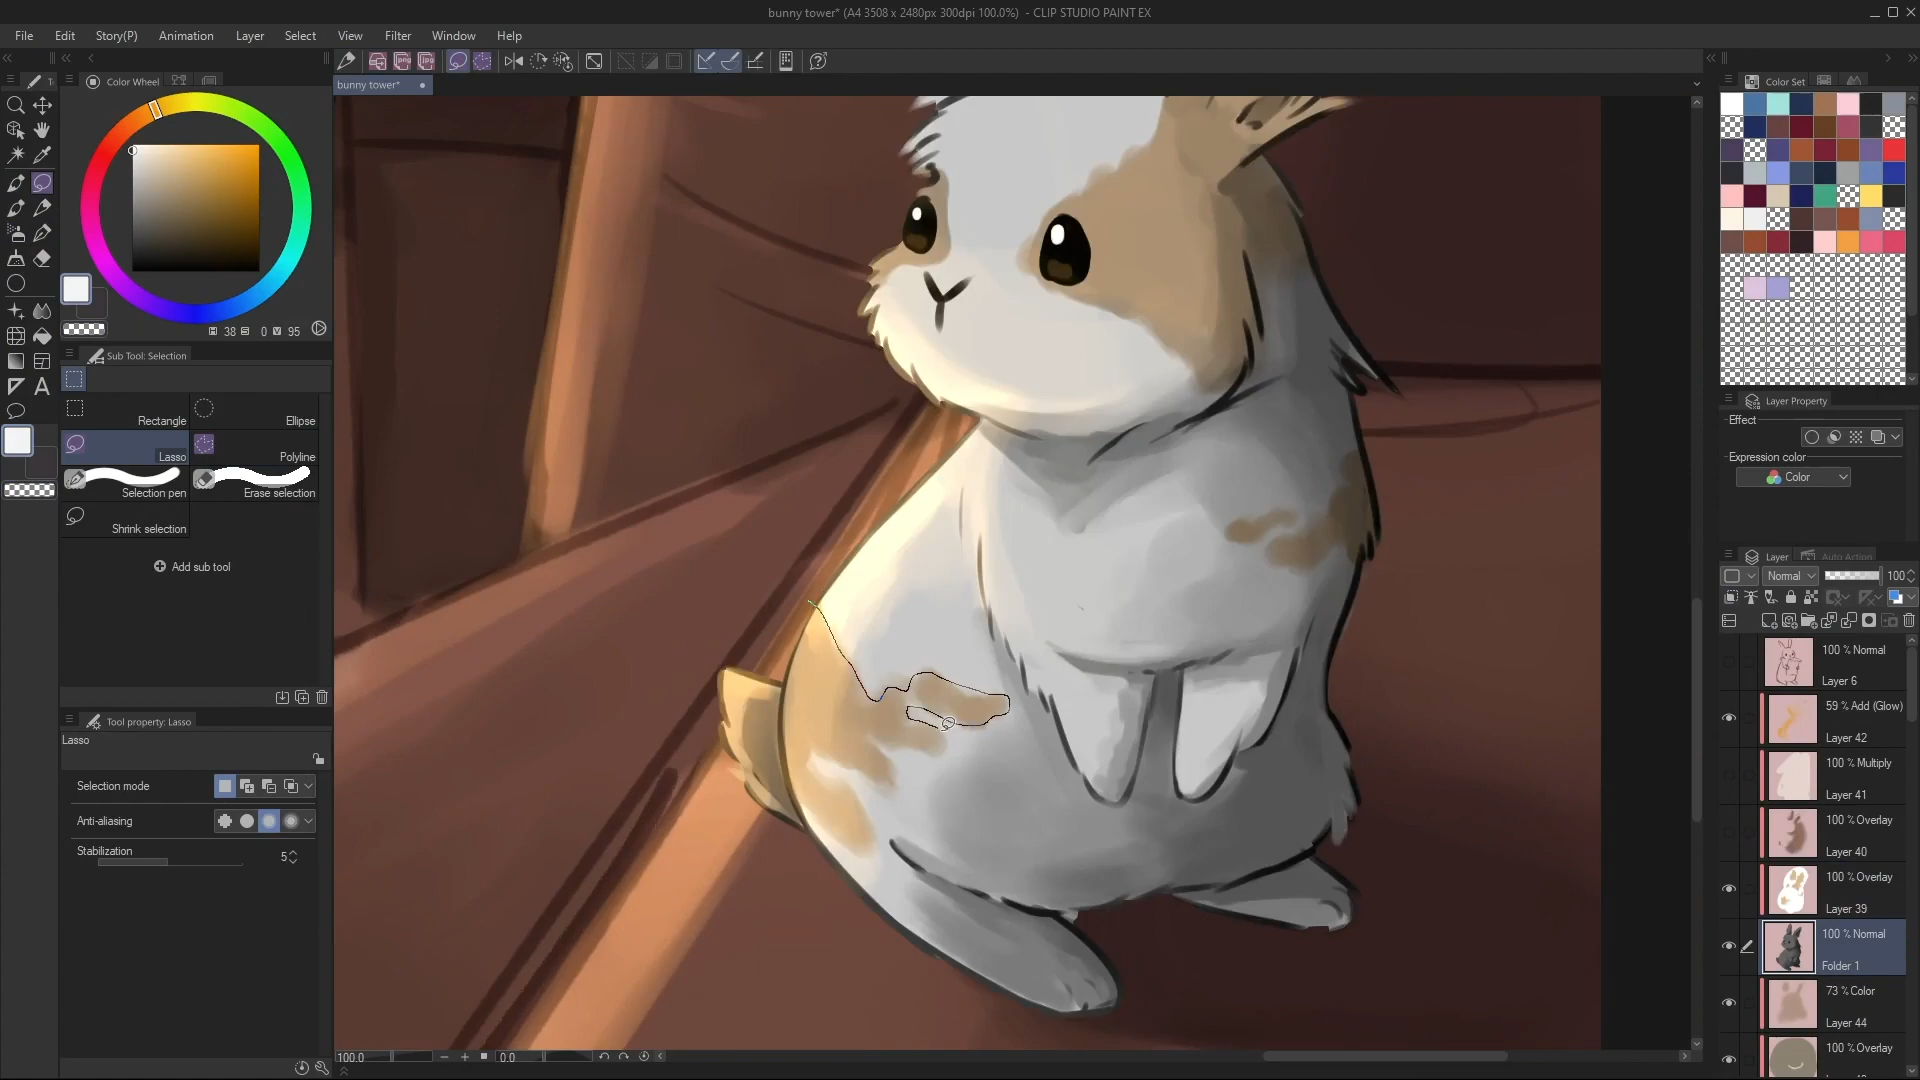 bunny tower* (A4 3508 x 2480px 300dpi 100.0%) - CLIP STUDIO PAINT EX
File Edit Story(P) Animation Layer Select View Filter Window Help
bunny tower*
Color Wheel
38 0 95
Sub Tool: Selection
Rectangle Ellipse
Lasso Polyline
Selection pen Erase selection
Shrink selection
Add sub tool
Tool property: Lasso
Lasso
Selection mode
Anti-aliasing
Stabilization 5
100.0 0.0
Color Set
Layer Property
Effect
Expression color
Color
Layer Auto Action
Normal 100
100 % Normal
Layer 6
59 % Add (Glow)
Layer 42
100 % Multiply
Layer 41
100 % Overlay
Layer 40
100 % Overlay
Layer 39
100 % Normal
Folder 1
73 % Color
Layer 44
100 % Overlay